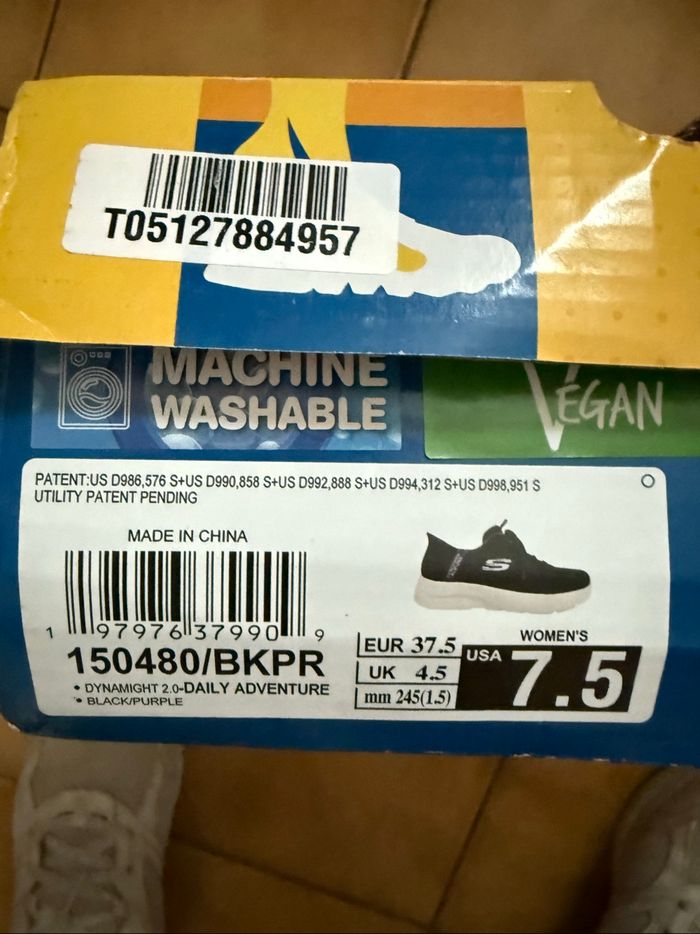 T05127884957
MACHINE
WASHABLE
VEGAN
PATENT:US D986,576 S+US D990,858 S+US D992,888 S+US D994,312 S+US D998,951 S
UTILITY PATENT PENDING
MADE IN CHINA
S
1 97976 37990 9
150480/BKPR
• DYNAMIGHT 2.0-DAILY ADVENTURE
• BLACK/PURPLE
WOMEN'S
EUR 37.5
UK 4.5
mm 245(1.5)
USA 7.5